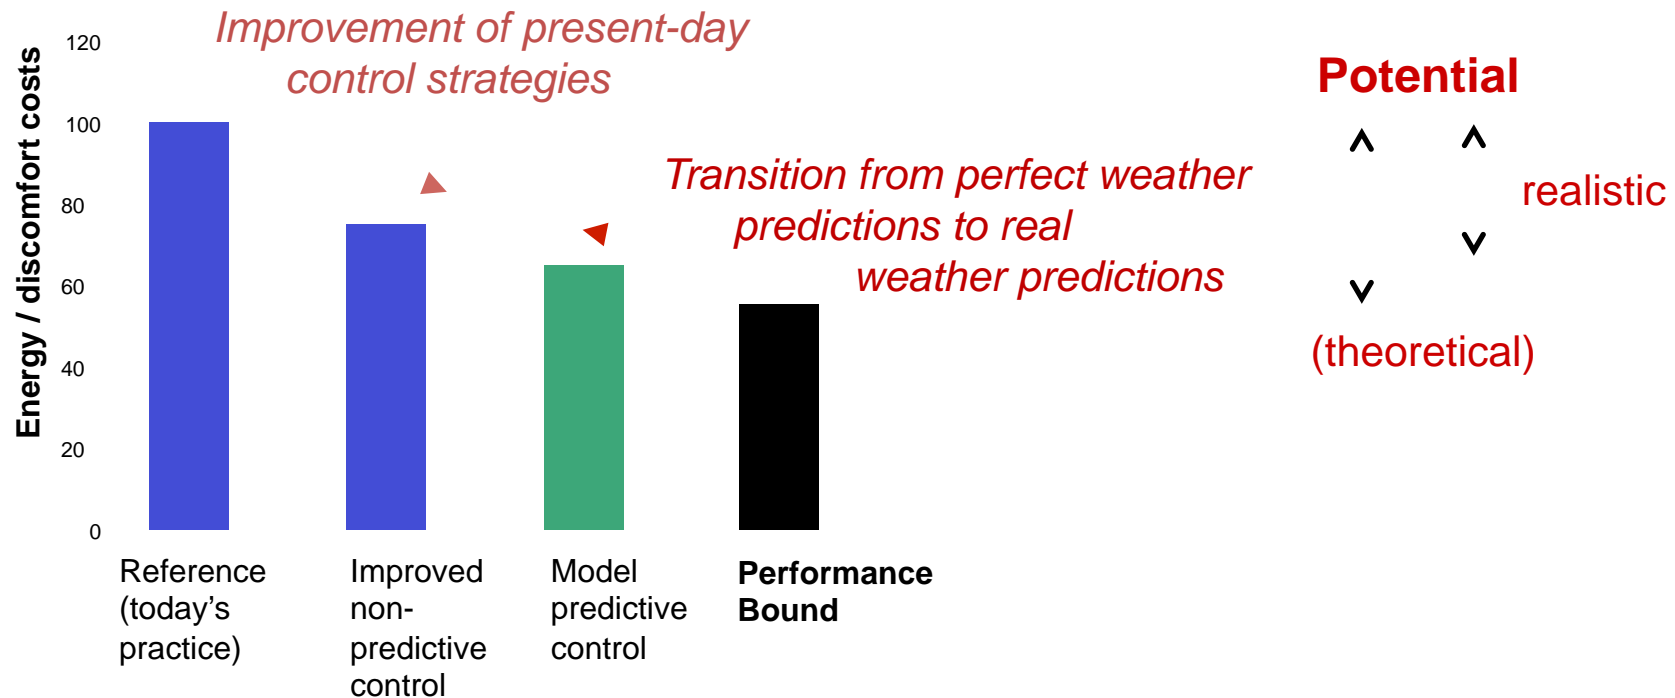 Improvement of present-day
control strategies
Energy / discomfort costs
120
100
80
60
40
20
0
Transition from perfect weather
predictions to real
weather predictions
Potential
realistic
(theoretical)
Reference
(today’s
practice)
Improved
non-
predictive
control
Model
predictive
control
Performance
Bound